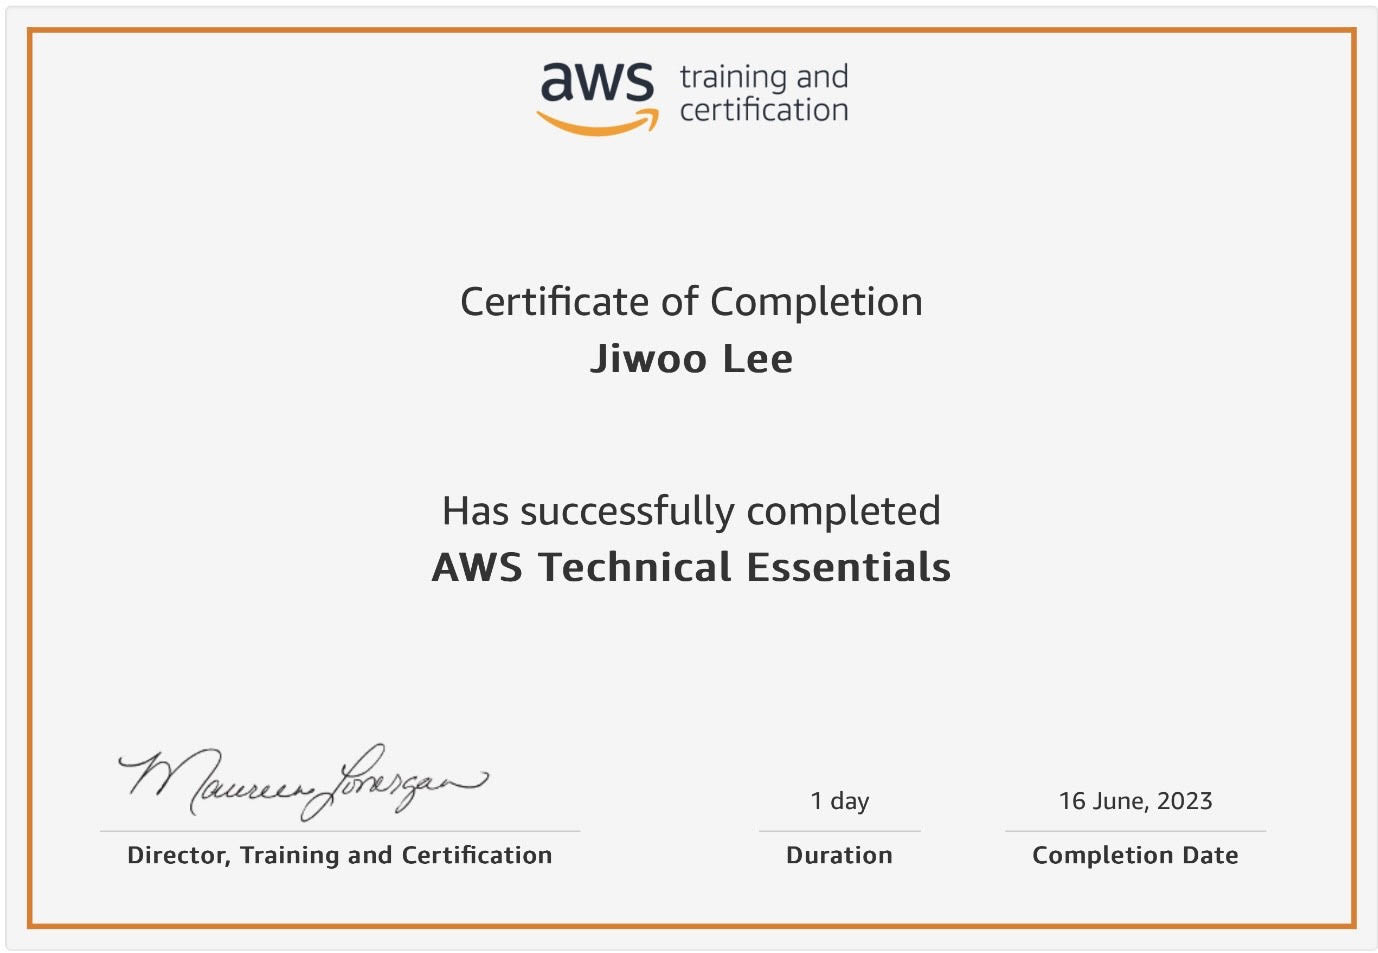 aws training and
certification
Certificate of Completion
Jiwoo Lee
Has successfully completed
AWS Technical Essentials
Maureen Lonergan
Director, Training and Certification
1 day
Duration
16 June, 2023
Completion Date